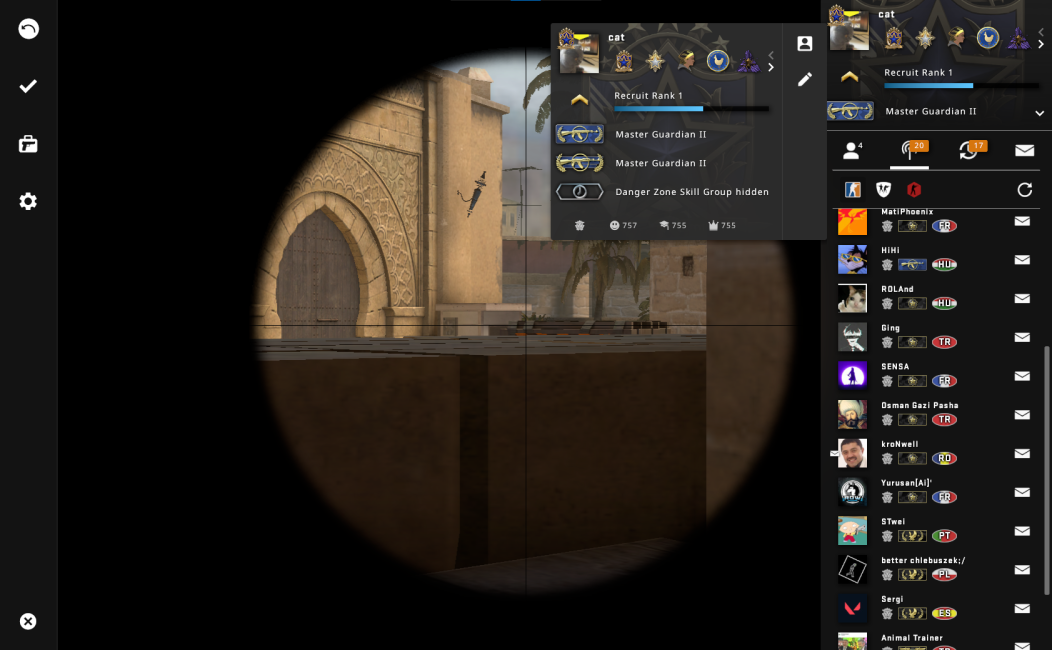 cat
Recruit Rank 1
Master Guardian II
Master Guardian II
Danger Zone Skill Group hidden
757
755
755
cat
Recruit Rank 1
Master Guardian II
4
20
17
MatiPhoenix
FR
HiHi
HU
ROLAnd
HU
Ging
TR
SENSA
FR
Osman Gazi Pasha
TR
kroNwell
RO
Yurusan[Ai]'
FR
STwei
PT
better chlebuszek;/
PL
Sergi
ES
Animal Trainer